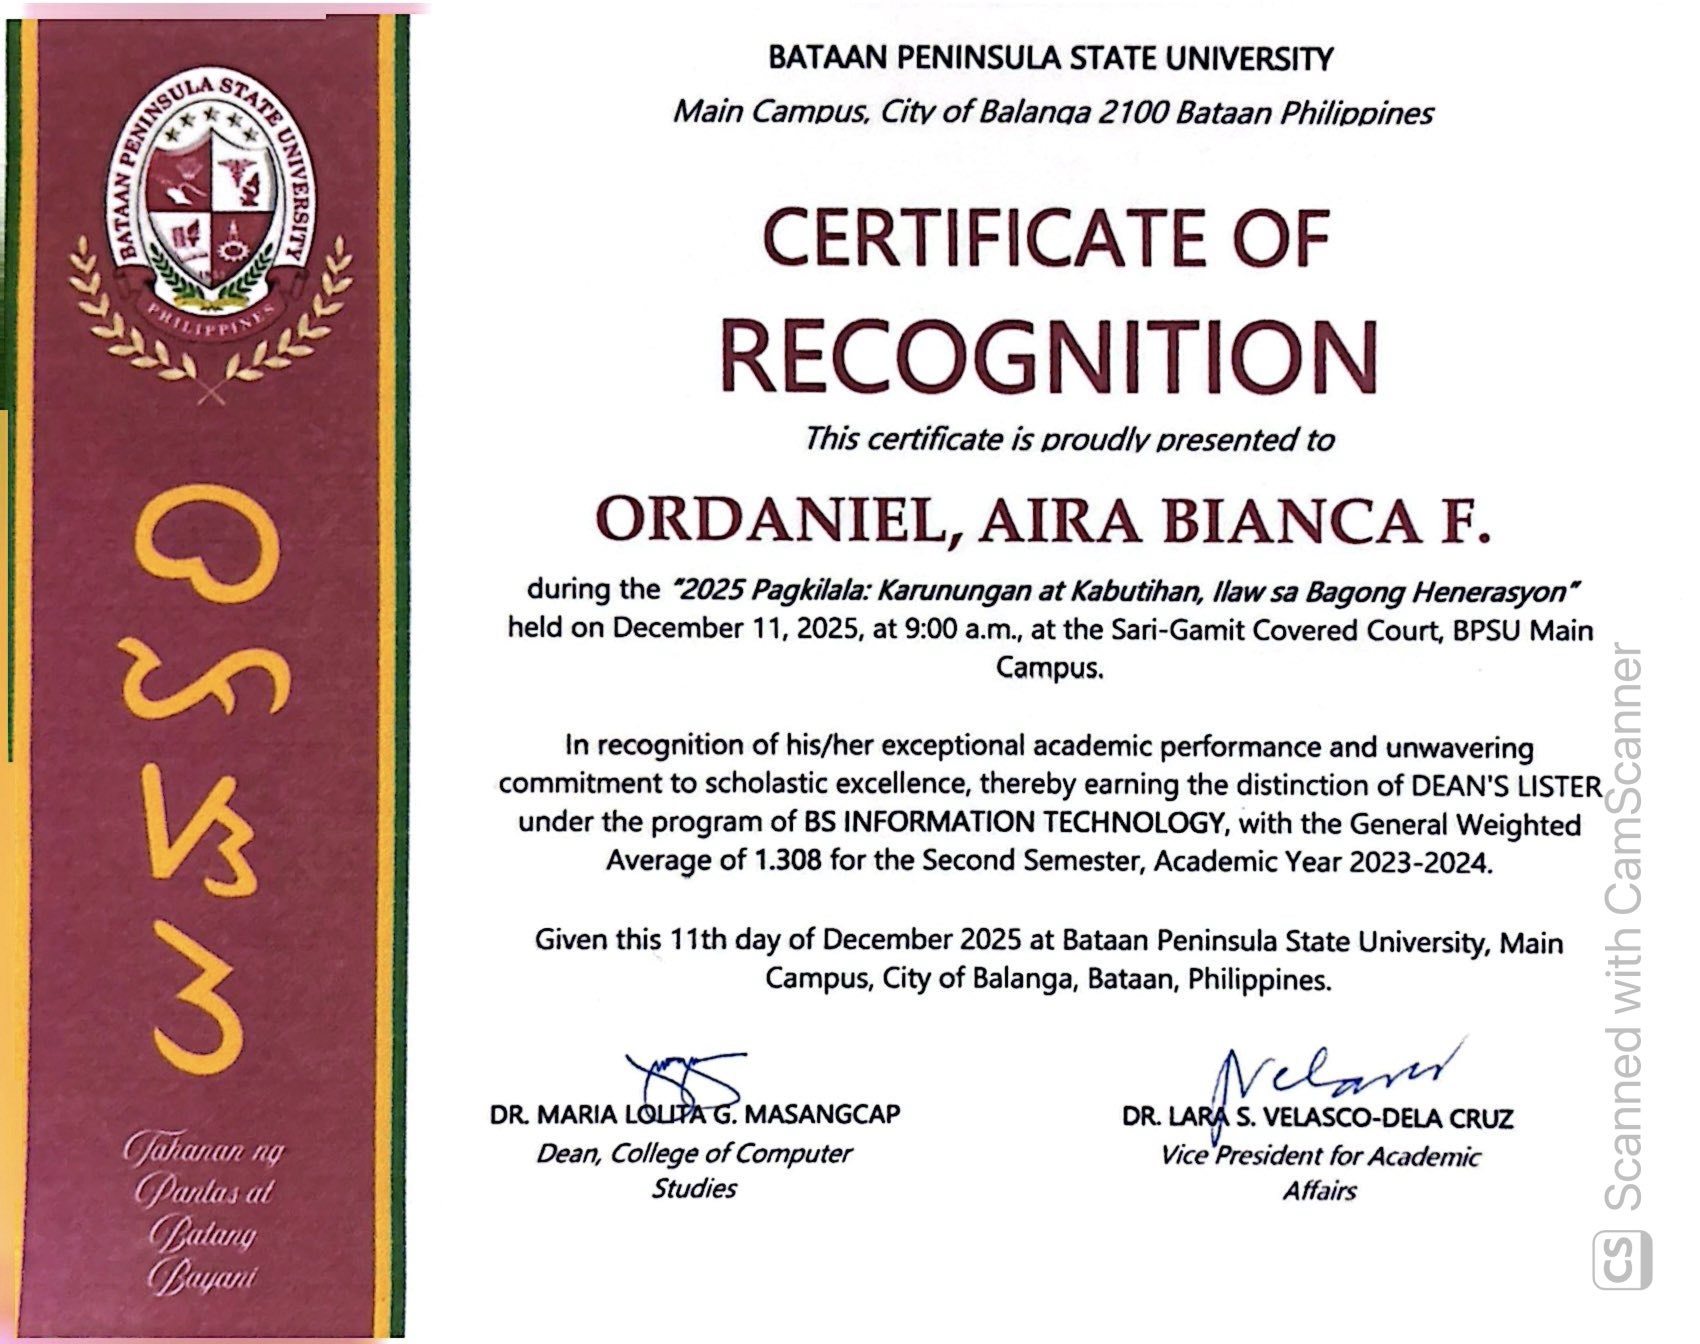 BATAAN PENINSULA STATE UNIVERSITY
PHILIPPINES
ᜊ
ᜉ
ᜐ
ᜂ
Tahanan ng
Pantas at
Batang
Bayani
BATAAN PENINSULA STATE UNIVERSITY
Main Campus, City of Balanga 2100 Bataan Philippines
CERTIFICATE OF
RECOGNITION
This certificate is proudly presented to
ORDANIEL, AIRA BIANCA F.
during the "2025 Pagkilala: Karunungan at Kabutihan, Ilaw sa Bagong Henerasyon"
held on December 11, 2025, at 9:00 a.m., at the Sari-Gamit Covered Court, BPSU Main
Campus.
In recognition of his/her exceptional academic performance and unwavering
commitment to scholastic excellence, thereby earning the distinction of DEAN'S LISTER
under the program of BS INFORMATION TECHNOLOGY, with the General Weighted
Average of 1.308 for the Second Semester, Academic Year 2023-2024.
Given this 11th day of December 2025 at Bataan Peninsula State University, Main
Campus, City of Balanga, Bataan, Philippines.
DR. MARIA LOLITA G. MASANGCAP
Dean, College of Computer
Studies
DR. LARA S. VELASCO-DELA CRUZ
Vice President for Academic
Affairs
CS Scanned with CamScanner